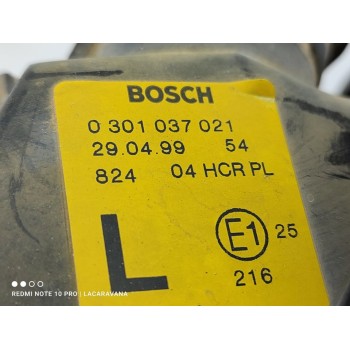 BOSCH
0 301 037 021
29.04.99 54
824 04 HCR PL
L
E1 25
216
REDMI NOTE 10 PRO | LACARAVANA